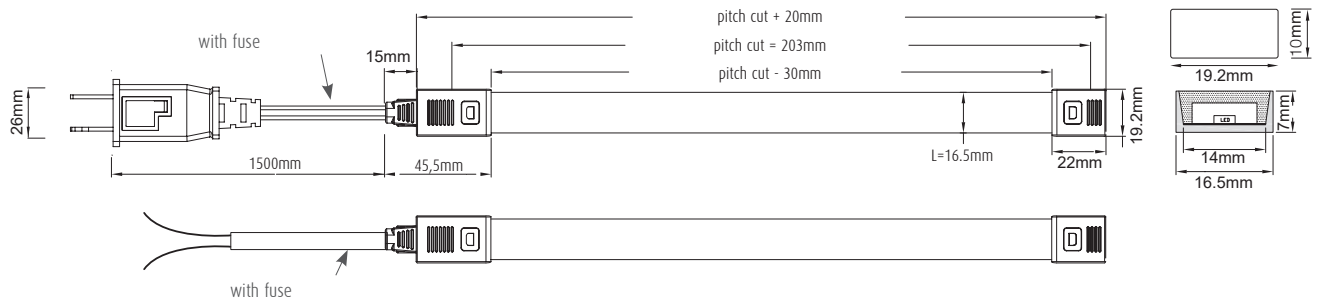 pitch cut + 20mm
with fuse
pitch cut = 203mm
15mm
pitch cut - 30mm
10mm
19.2mm
26mm
19.2mm
LED
7mm
L=16.5mm
14mm
1500mm
45,5mm
22mm
16.5mm
D
D
D
D
with fuse